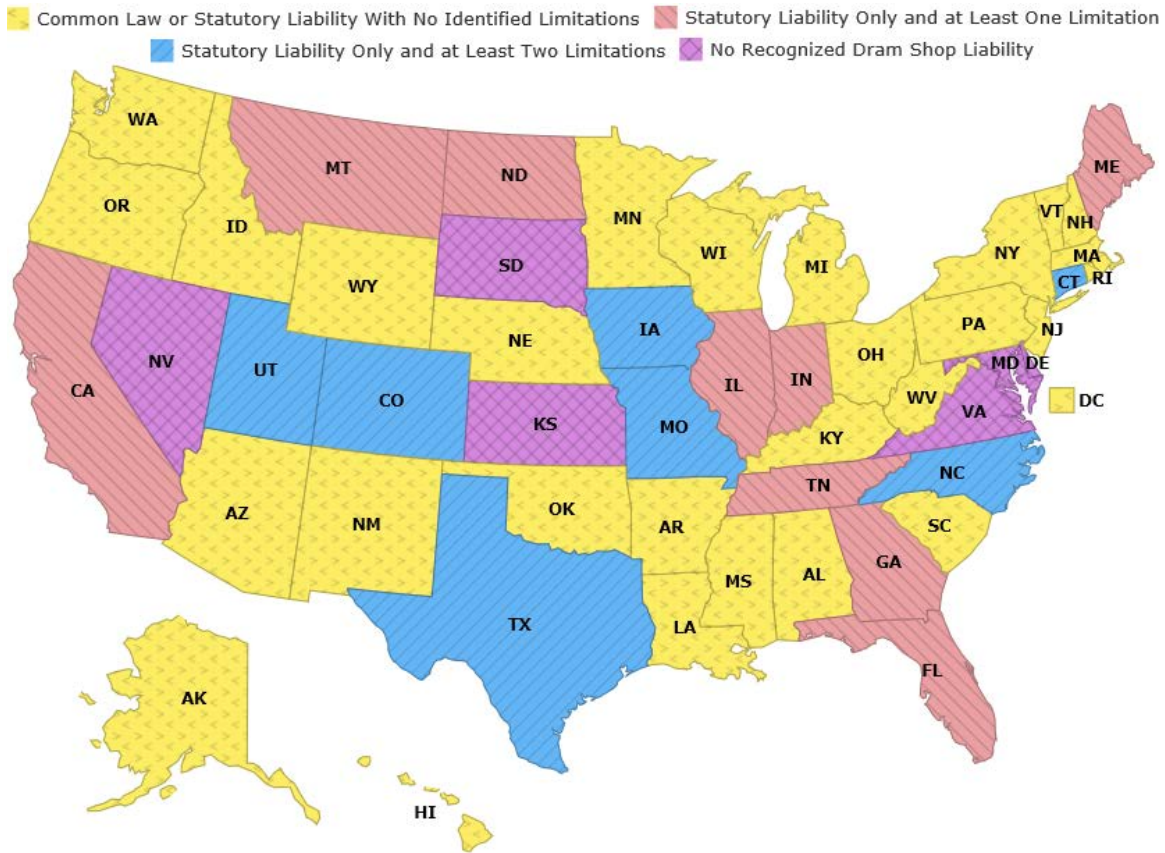 Common Law or Statutory Liability With No Identified Limitations
Statutory Liability Only and at Least One Limitation
Statutory Liability Only and at Least Two Limitations
No Recognized Dram Shop Liability
WA
MT
ND
ME
OR
ID
MN
VT
NH
SD
WI
MI
NY
MA
WY
CT
RI
IA
NE
PA
NJ
NV
UT
OH
IL
IN
MD
DE
CA
CO
WV
DC
KS
MO
VA
KY
NC
TN
AZ
NM
OK
AR
SC
GA
MS
AL
TX
LA
FL
AK
HI